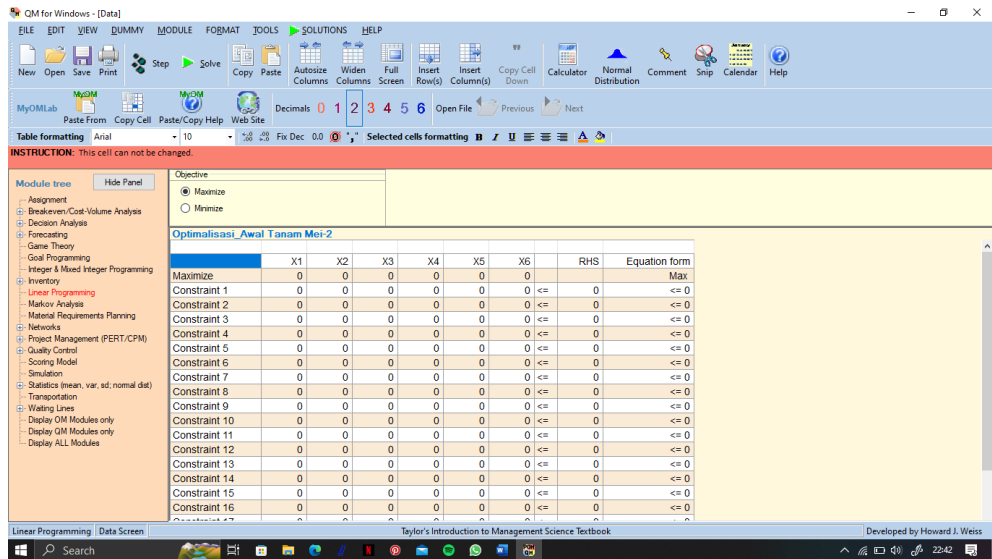 QM for Windows - [Data]
FILE EDIT VIEW DUMMY MODULE FORMAT TOOLS SOLUTIONS HELP
New Open Save Print Step Solve Copy Paste Autosize Columns Widen Columns Full Screen Insert Row(s) Insert Column(s) Copy Cell Down Calculator Normal Distribution Comment Snip Calendar Help
MyOMLab MyOM Paste From Copy Cell MyOM Paste/Copy Help Web Site Decimals 0 1 2 3 4 5 6 Open File Previous Next
Table formatting Arial 10 Fix Dec 0.0 0 "," Selected cells formatting B I U A
INSTRUCTION: This cell can not be changed.
Module tree Hide Panel
Assignment
Breakeven/Cost-Volume Analysis
Decision Analysis
Forecasting
Game Theory
Goal Programming
Integer & Mixed Integer Programming
Inventory
Linear Programming
Markov Analysis
Material Requirements Planning
Networks
Project Management (PERT/CPM)
Quality Control
Scoring Model
Simulation
Statistics (mean, var, sd; normal dist)
Transportation
Waiting Lines
Display OM Modules only
Display QM Modules only
Display ALL Modules
Objective
Maximize
Minimize
Optimalisasi_Awal Tanam Mei-2
X1 X2 X3 X4 X5 X6 RHS Equation form
Maximize 0 0 0 0 0 0 Max
Constraint 1 0 0 0 0 0 0 <= 0 <= 0
Constraint 2 0 0 0 0 0 0 <= 0 <= 0
Constraint 3 0 0 0 0 0 0 <= 0 <= 0
Constraint 4 0 0 0 0 0 0 <= 0 <= 0
Constraint 5 0 0 0 0 0 0 <= 0 <= 0
Constraint 6 0 0 0 0 0 0 <= 0 <= 0
Constraint 7 0 0 0 0 0 0 <= 0 <= 0
Constraint 8 0 0 0 0 0 0 <= 0 <= 0
Constraint 9 0 0 0 0 0 0 <= 0 <= 0
Constraint 10 0 0 0 0 0 0 <= 0 <= 0
Constraint 11 0 0 0 0 0 0 <= 0 <= 0
Constraint 12 0 0 0 0 0 0 <= 0 <= 0
Constraint 13 0 0 0 0 0 0 <= 0 <= 0
Constraint 14 0 0 0 0 0 0 <= 0 <= 0
Constraint 15 0 0 0 0 0 0 <= 0 <= 0
Constraint 16 0 0 0 0 0 0 <= 0 <= 0
Linear Programming Data Screen Taylor's Introduction to Management Science Textbook Developed by Howard J. Weiss
Search 22:42